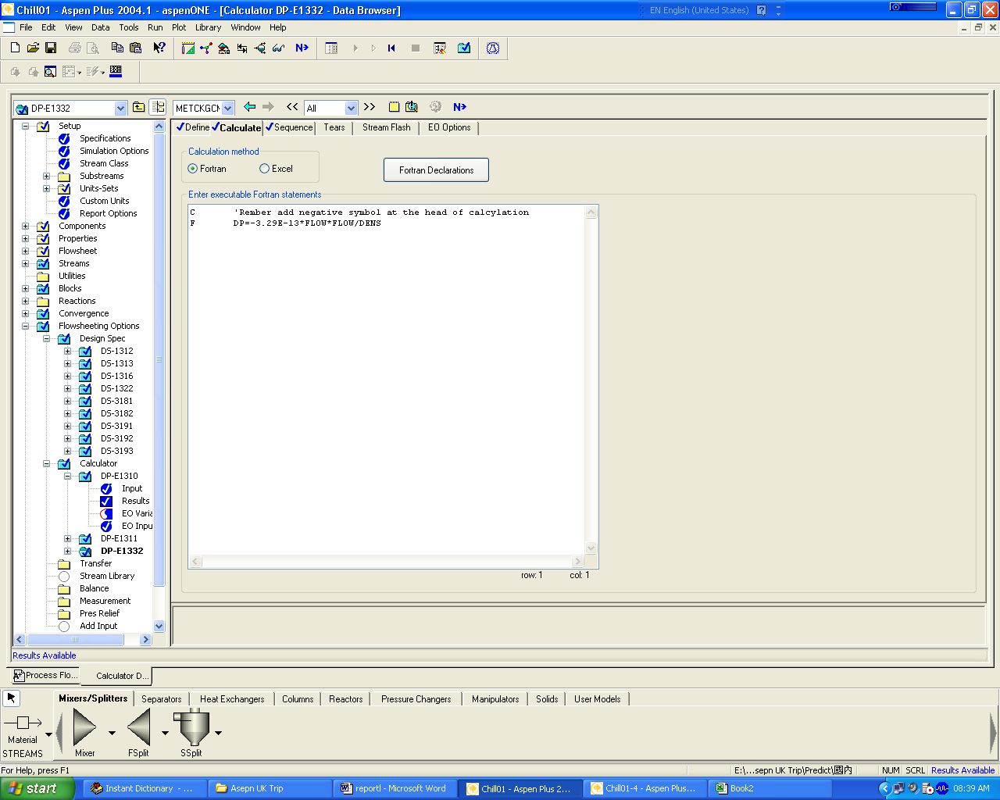 Chill01 - Aspen Plus 2004.1 - aspenONE - [Calculator DP-E1332 - Data Browser]
EN English (United States)
File Edit View Data Tools Run Plot Library Window Help
N>
DP-E1332
METCKGCM
<< All >>
N>
Setup
Specifications
Simulation Options
Stream Class
Substreams
Units-Sets
Custom Units
Report Options
Components
Properties
Flowsheet
Streams
Utilities
Blocks
Reactions
Convergence
Flowsheeting Options
Design Spec
DS-1312
DS-1313
DS-1316
DS-1322
DS-3181
DS-3182
DS-3191
DS-3192
DS-3193
Calculator
DP-E1310
Input
Results
EO Varia
EO Inpu
DP-E1311
DP-E1332
Transfer
Stream Library
Balance
Measurement
Pres Relief
Add Input
Define Calculate Sequence Tears Stream Flash EO Options
Calculation method
Fortran Excel
Fortran Declarations
Enter executable Fortran statements
C 'Rember add negative symbol at the head of calcylation
F DP=-3.29E-13*FLOW*FLOW/DENS
row: 1 col: 1
Results Available
Process Flo... Calculator D...
Mixers/Splitters Separators Heat Exchangers Columns Reactors Pressure Changers Manipulators Solids User Models
Material
STREAMS
Mixer FSplit SSplit
For Help, press F1
E:\...sepn UK Trip\Predict\國內 NUM SCRL Results Available
start Instant Dictionary - ... Asepn UK Trip reportl - Microsoft Word Chill01 - Aspen Plus 2... Chill01-4 - Aspen Plus... Book2 08:39 AM